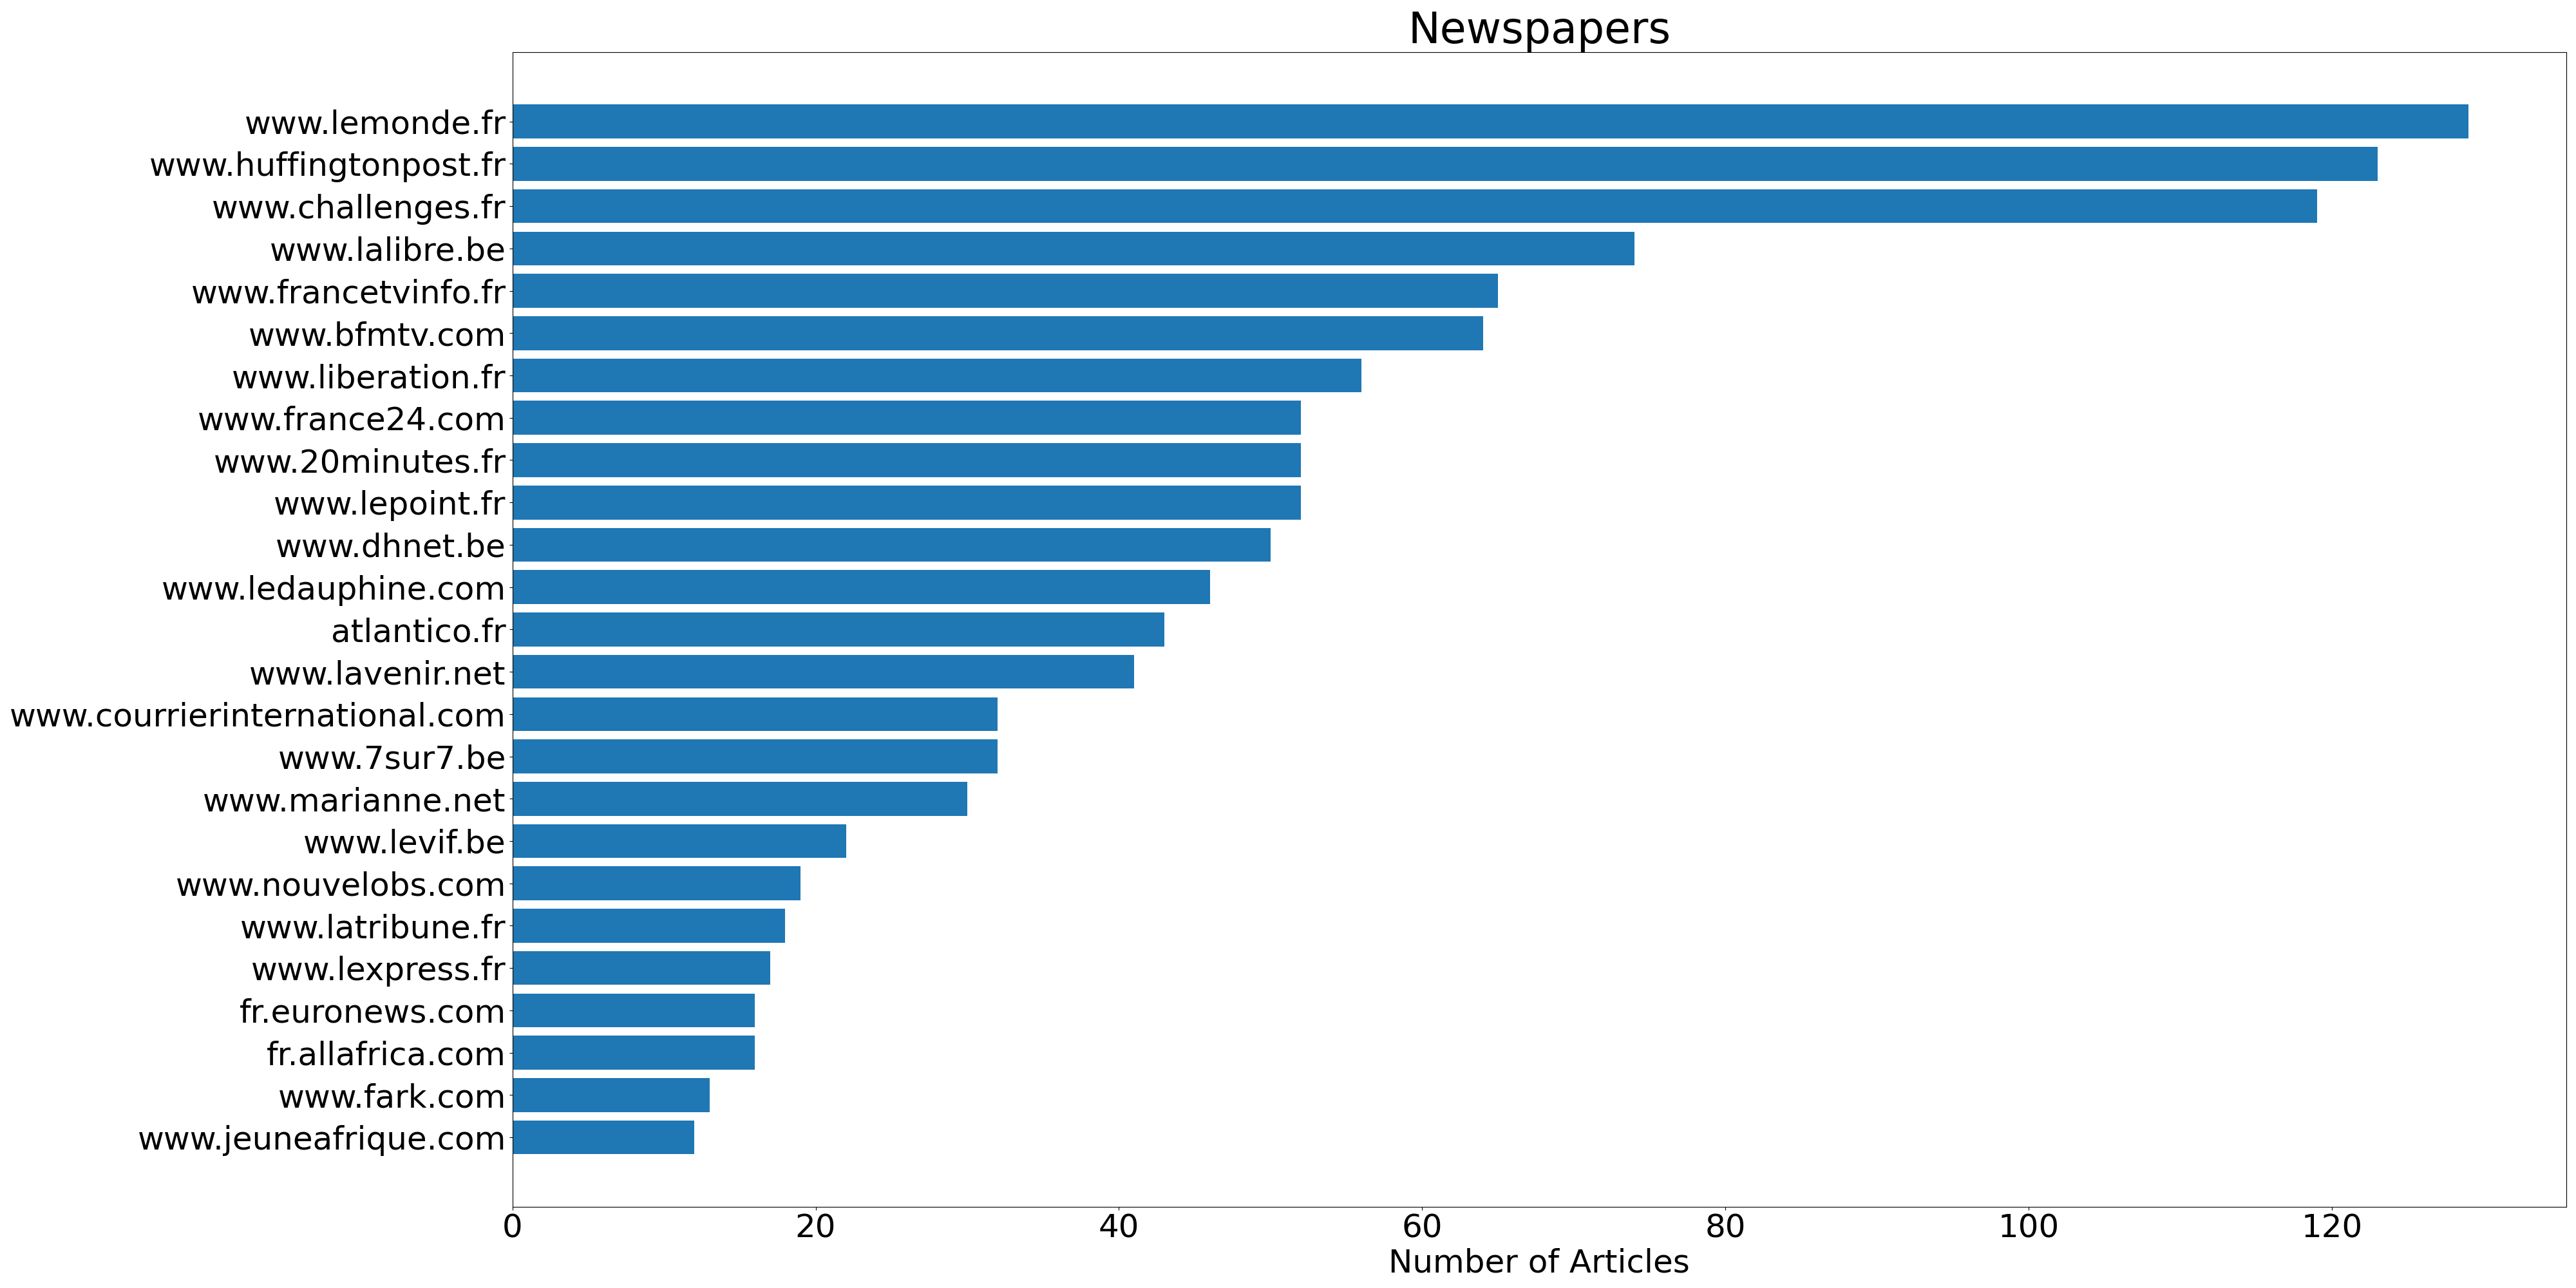 Newspapers
www.lemonde.fr
www.huffingtonpost.fr
www.challenges.fr
www.lalibre.be
www.francetvinfo.fr
www.bfmtv.com
www.liberation.fr
www.france24.com
www.20minutes.fr
www.lepoint.fr
www.dhnet.be
www.ledauphine.com
atlantico.fr
www.lavenir.net
www.courrierinternational.com
www.7sur7.be
www.marianne.net
www.levif.be
www.nouvelobs.com
www.latribune.fr
www.lexpress.fr
fr.euronews.com
fr.allafrica.com
www.fark.com
www.jeuneafrique.com
0 20 40 60 80 100 120
Number of Articles